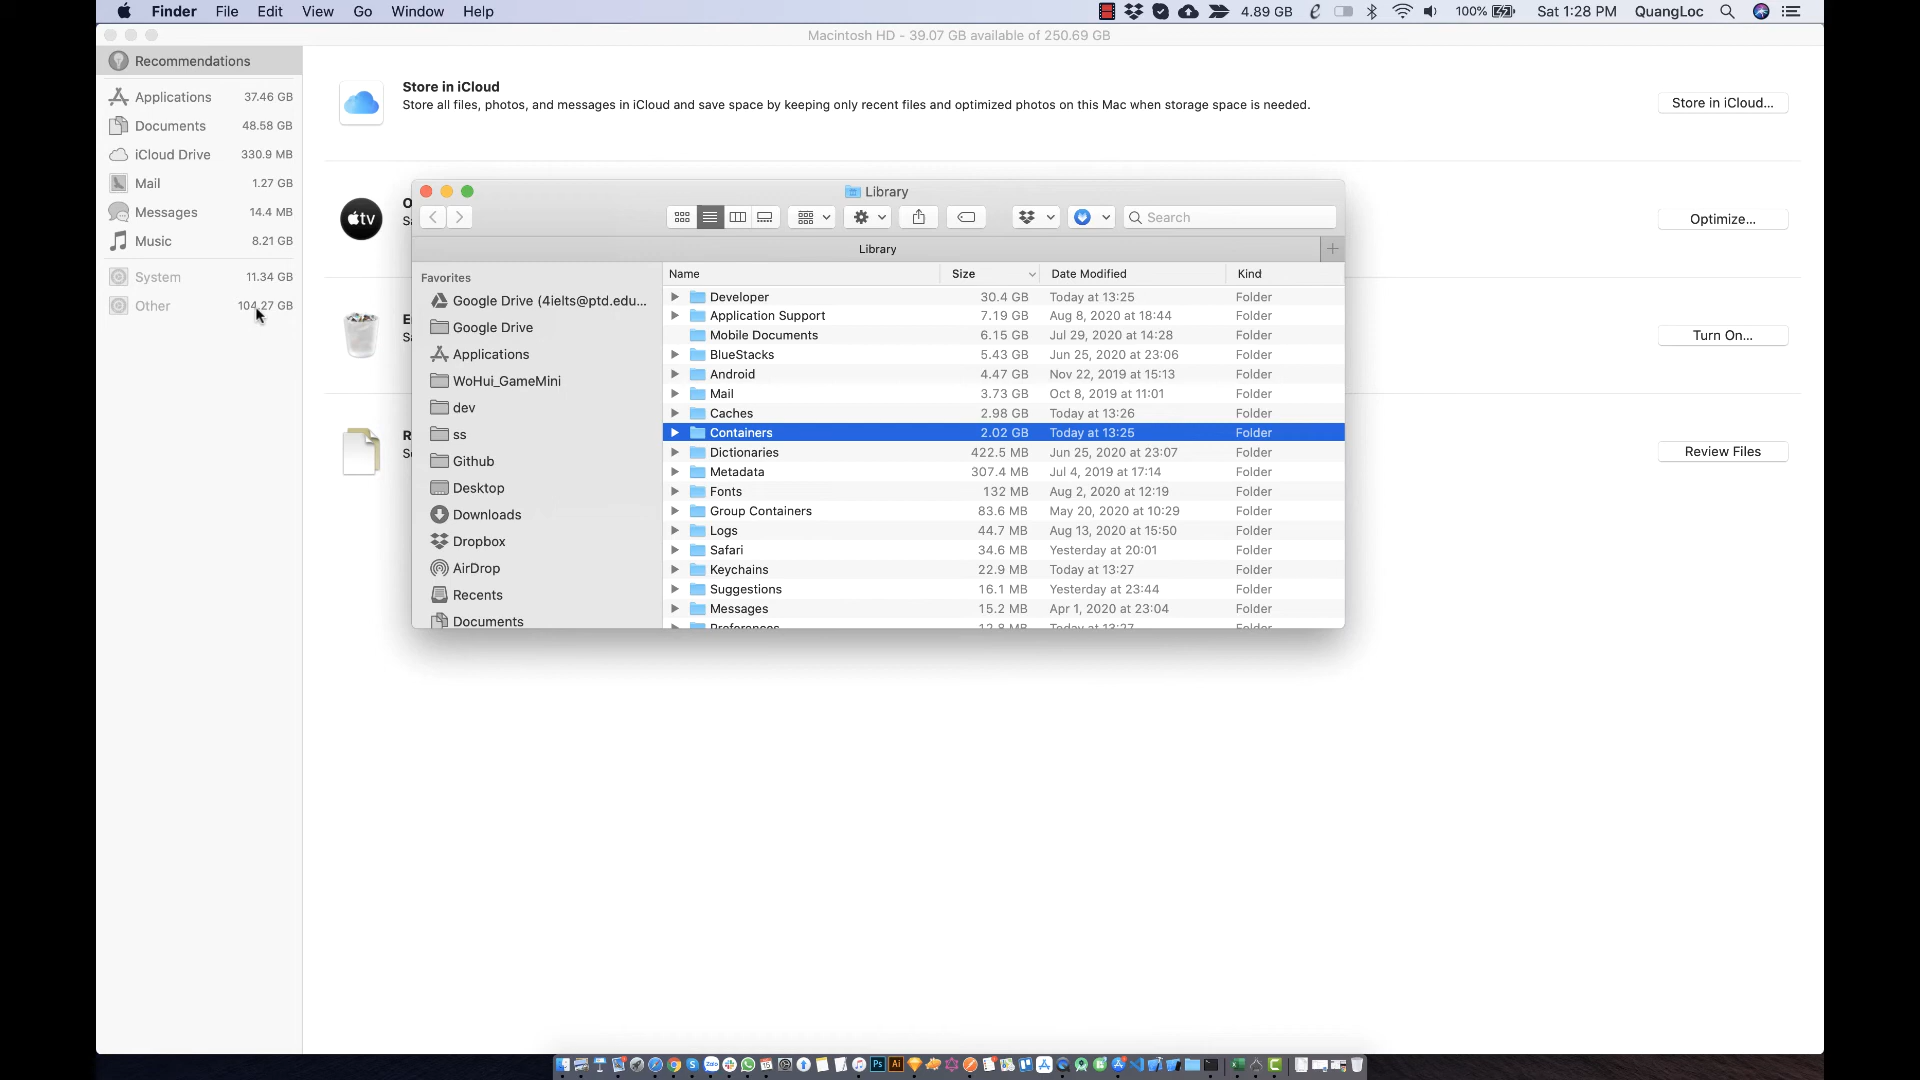 Finder File Edit View Go Window Help 4.89 GB 100% Sat 1:28 PM QuangLoc
Macintosh HD - 39.07 GB available of 250.69 GB
Recommendations
Applications 37.46 GB
Documents 48.58 GB
iCloud Drive 330.9 MB
Mail 1.27 GB
Messages 14.4 MB
Music 8.21 GB
System 11.34 GB
Other 104.27 GB
Store in iCloud
Store all files, photos, and messages in iCloud and save space by keeping only recent files and optimized photos on this Mac when storage space is needed.
Store in iCloud...
tv
Optimize...
Turn On...
Review Files
Library
Search
Library
Favorites
Google Drive (4ielts@ptd.edu...
Google Drive
Applications
WoHui_GameMini
dev
ss
Github
Desktop
Downloads
Dropbox
AirDrop
Recents
Documents
Name Size Date Modified Kind
Developer 30.4 GB Today at 13:25 Folder
Application Support 7.19 GB Aug 8, 2020 at 18:44 Folder
Mobile Documents 6.15 GB Jul 29, 2020 at 14:28 Folder
BlueStacks 5.43 GB Jun 25, 2020 at 23:06 Folder
Android 4.47 GB Nov 22, 2019 at 15:13 Folder
Mail 3.73 GB Oct 8, 2019 at 11:01 Folder
Caches 2.98 GB Today at 13:26 Folder
Containers 2.02 GB Today at 13:25 Folder
Dictionaries 422.5 MB Jun 25, 2020 at 23:07 Folder
Metadata 307.4 MB Jul 4, 2019 at 17:14 Folder
Fonts 132 MB Aug 2, 2020 at 12:19 Folder
Group Containers 83.6 MB May 20, 2020 at 10:29 Folder
Logs 44.7 MB Aug 13, 2020 at 15:50 Folder
Safari 34.6 MB Yesterday at 20:01 Folder
Keychains 22.9 MB Today at 13:27 Folder
Suggestions 16.1 MB Yesterday at 23:44 Folder
Messages 15.2 MB Apr 1, 2020 at 23:04 Folder
Preferences 12.8 MB Today at 13:27 Folder
Ps Ai